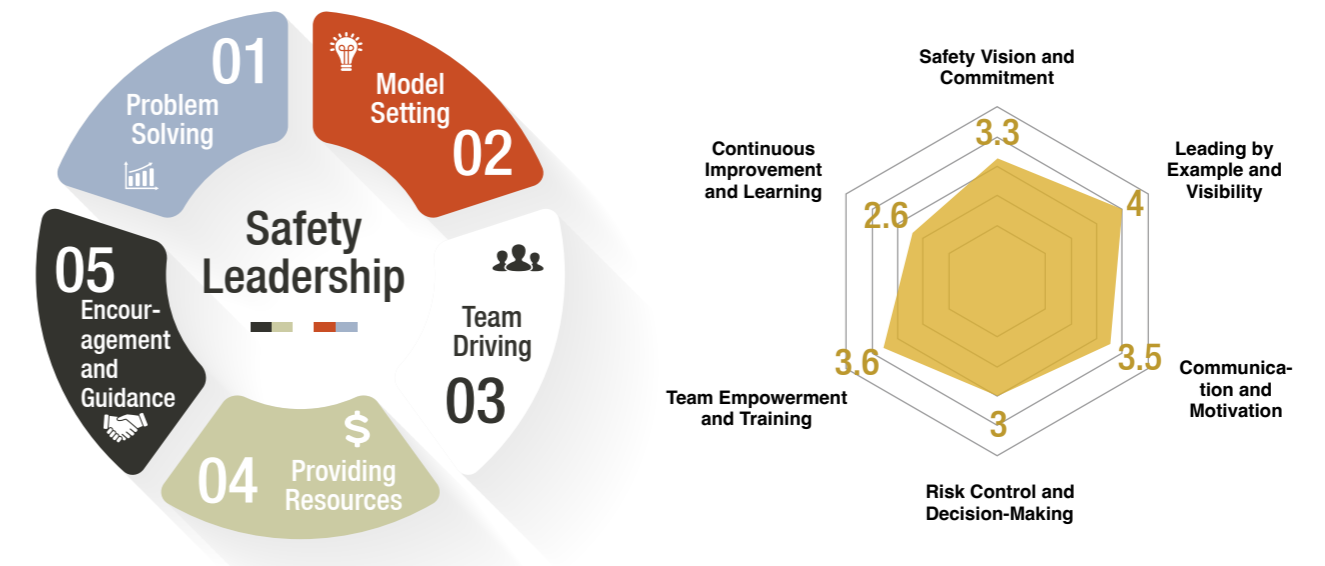 01
Problem
Solving
Model
Setting
02
Safety
Leadership
Team
Driving
03
04
Providing
Resources
05
Encour-
agement
and
Guidance
Safety Vision and
Commitment
3.3
Leading by
Example and
Visibility
4
Communica-
tion and
Motivation
3.5
Risk Control and
Decision-Making
3
Team Empowerment
and Training
3.6
Continuous
Improvement
and Learning
2.6